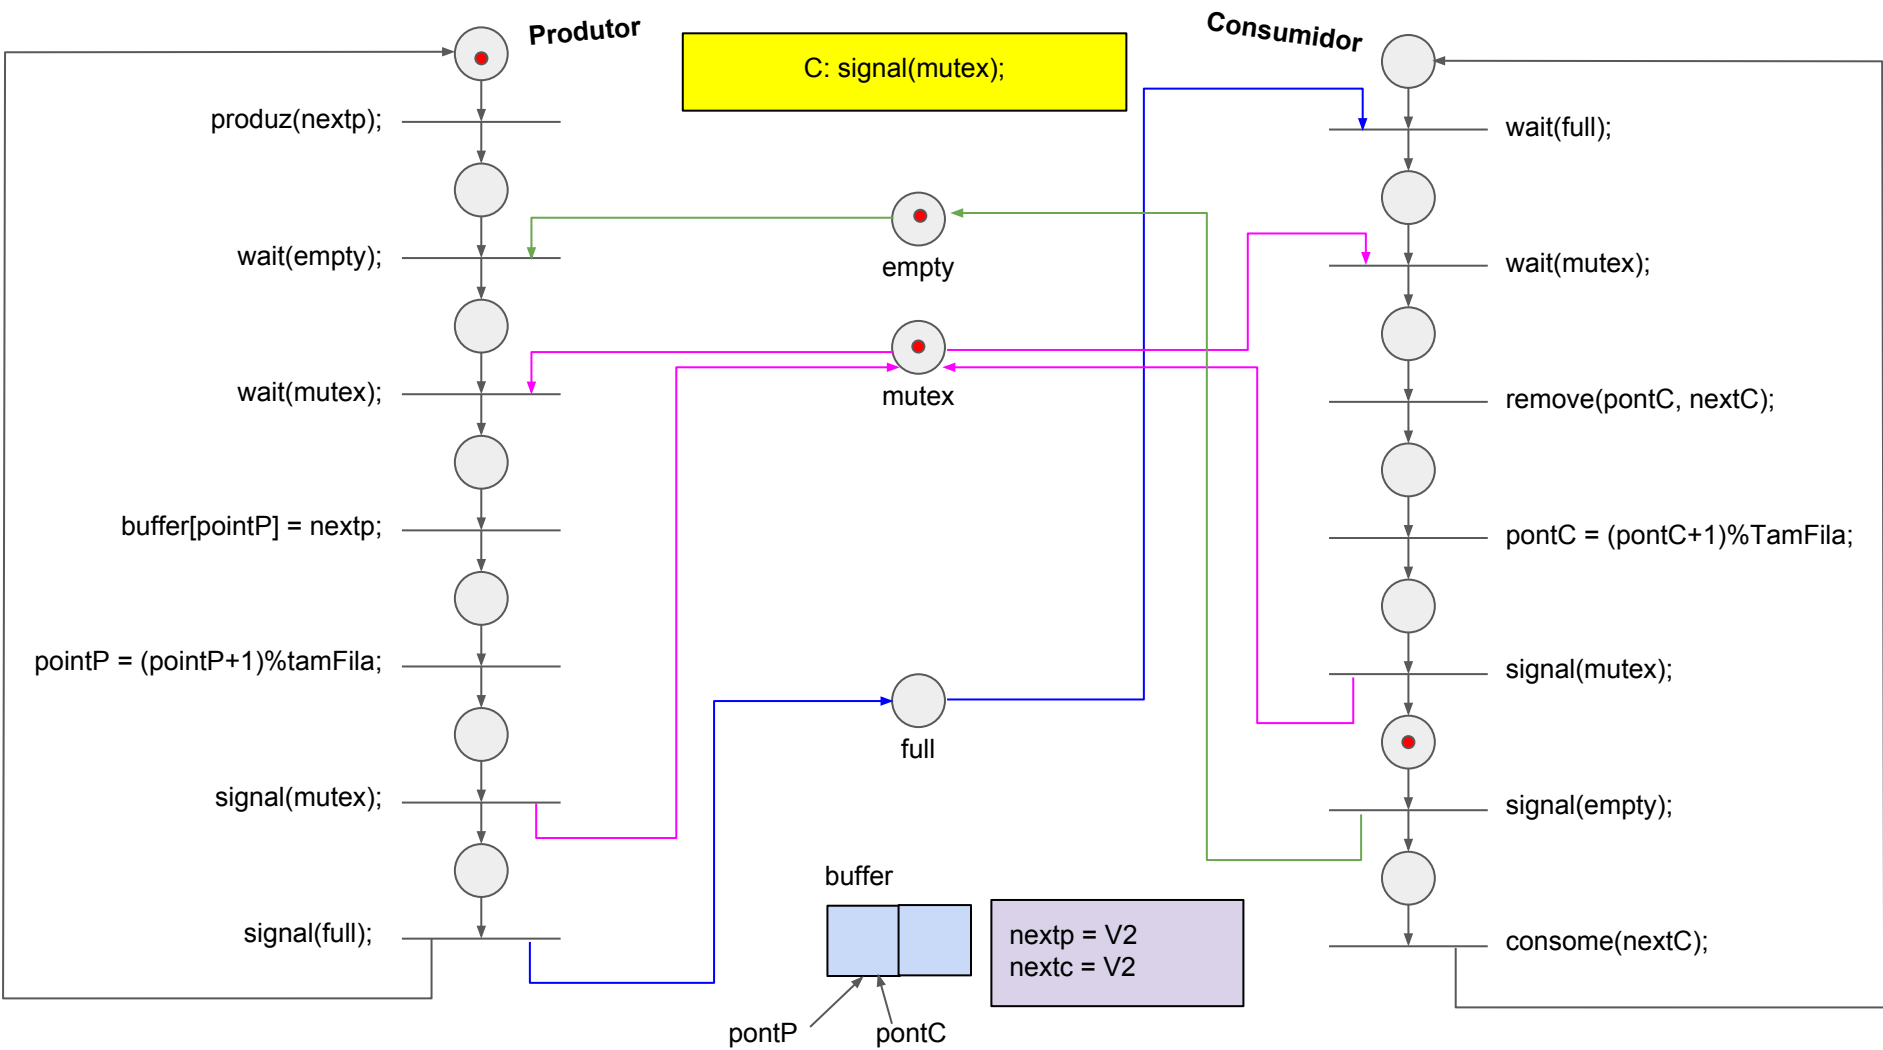 Produtor
Consumidor
C: signal(mutex);
produz(nextp);
wait(full);
wait(empty);
empty
wait(mutex);
wait(mutex);
mutex
remove(pontC, nextC);
buffer[pointP] = nextp;
pontC = (pontC+1)%TamFila;
pointP = (pointP+1)%tamFila;
signal(mutex);
full
signal(mutex);
signal(empty);
buffer
signal(full);
nextp = V2
nextc = V2
consome(nextC);
pontP
pontC